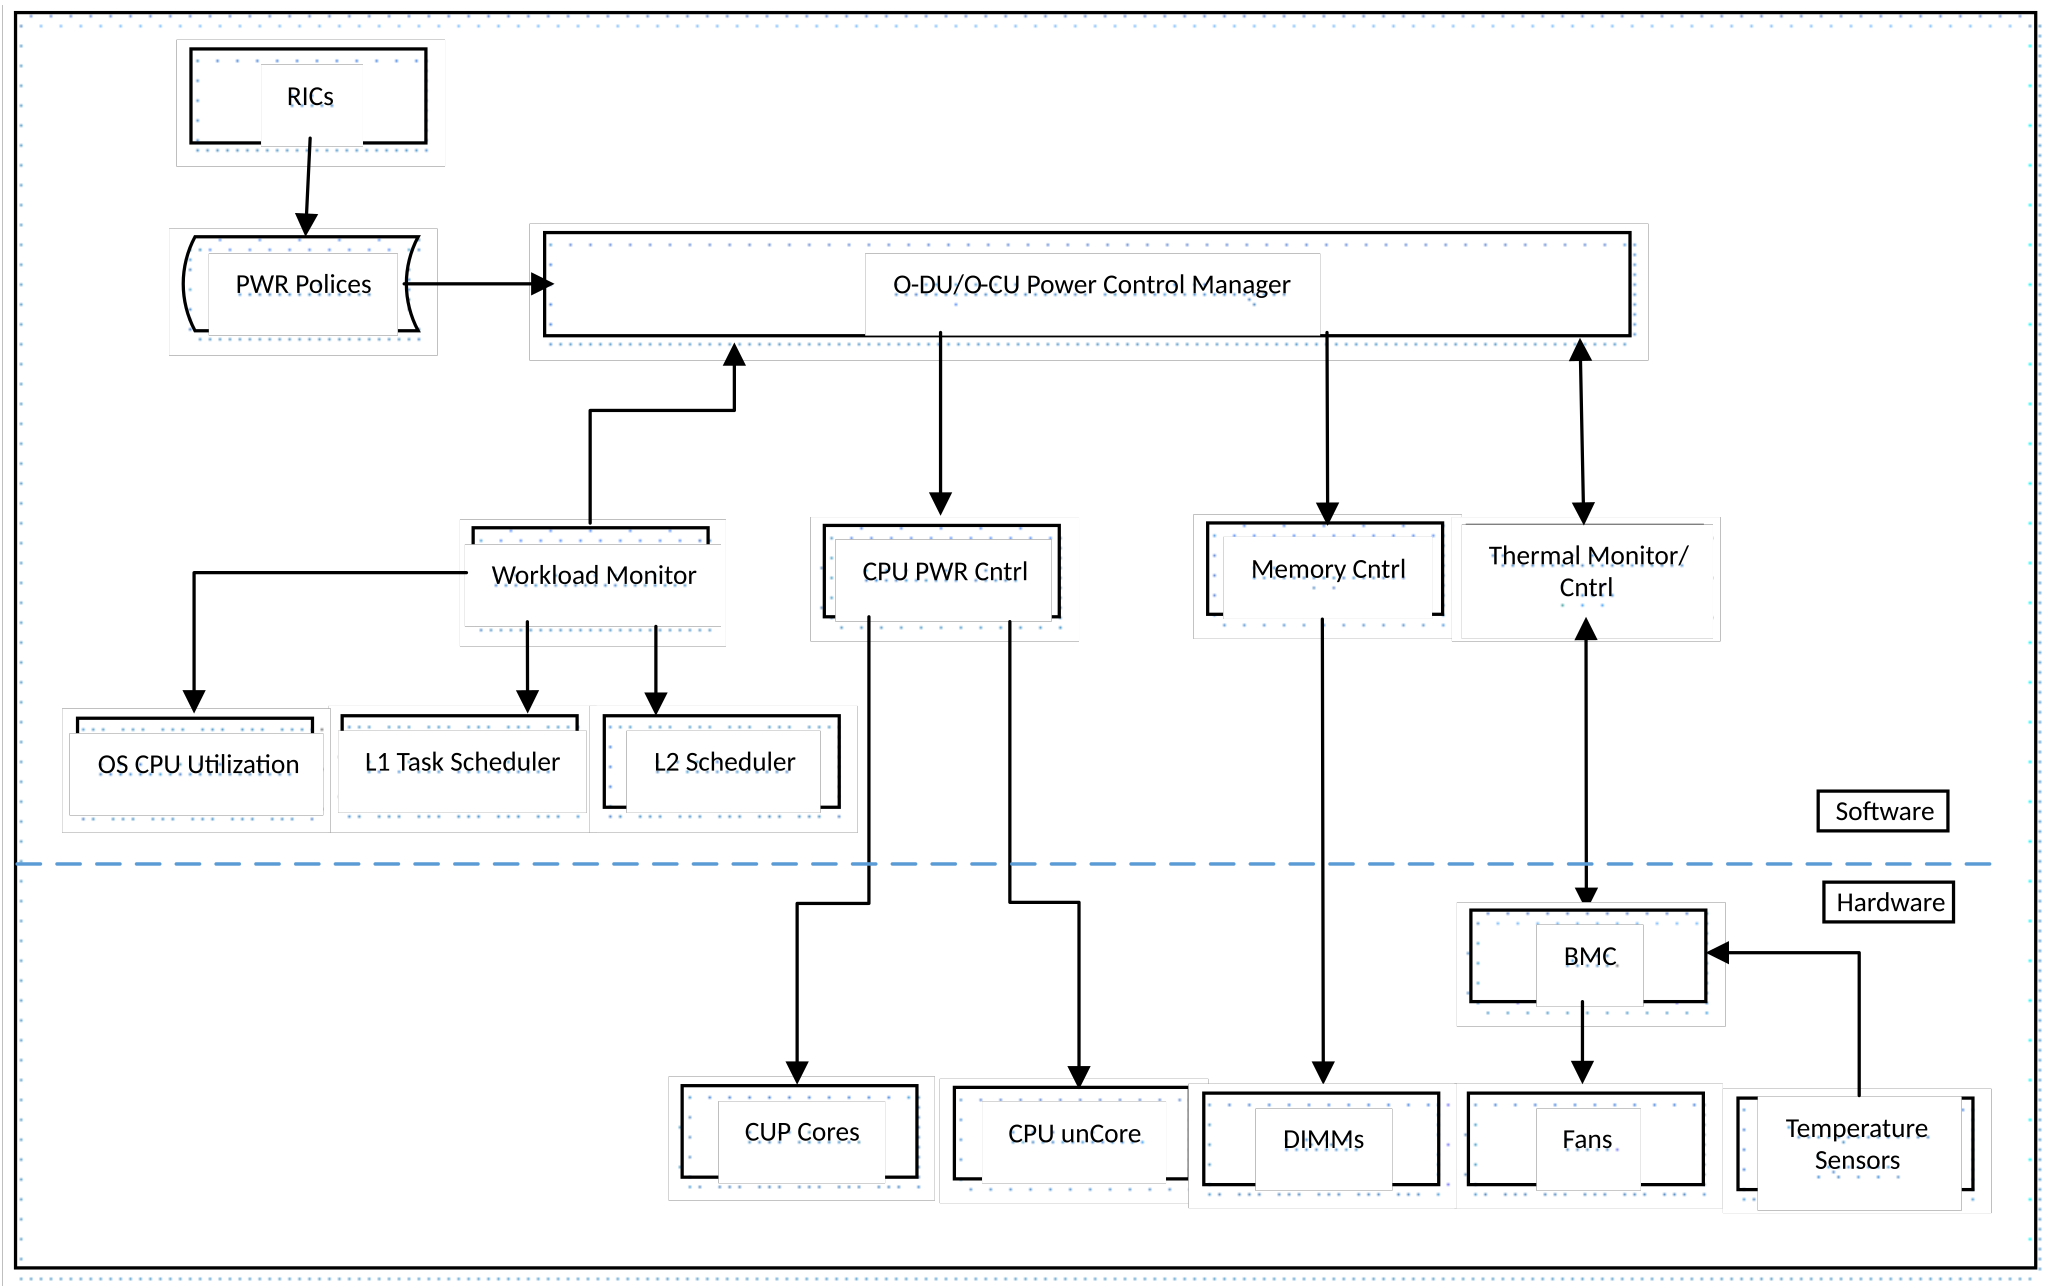 RICs
PWR Polices
O-DU/O-CU Power Control Manager
Workload Monitor
CPU PWR Cntrl
Memory Cntrl
Thermal Monitor/
Cntrl
OS CPU Utilization
L1 Task Scheduler
L2 Scheduler
Software
Hardware
BMC
CUP Cores
CPU unCore
DIMMs
Fans
Temperature
Sensors